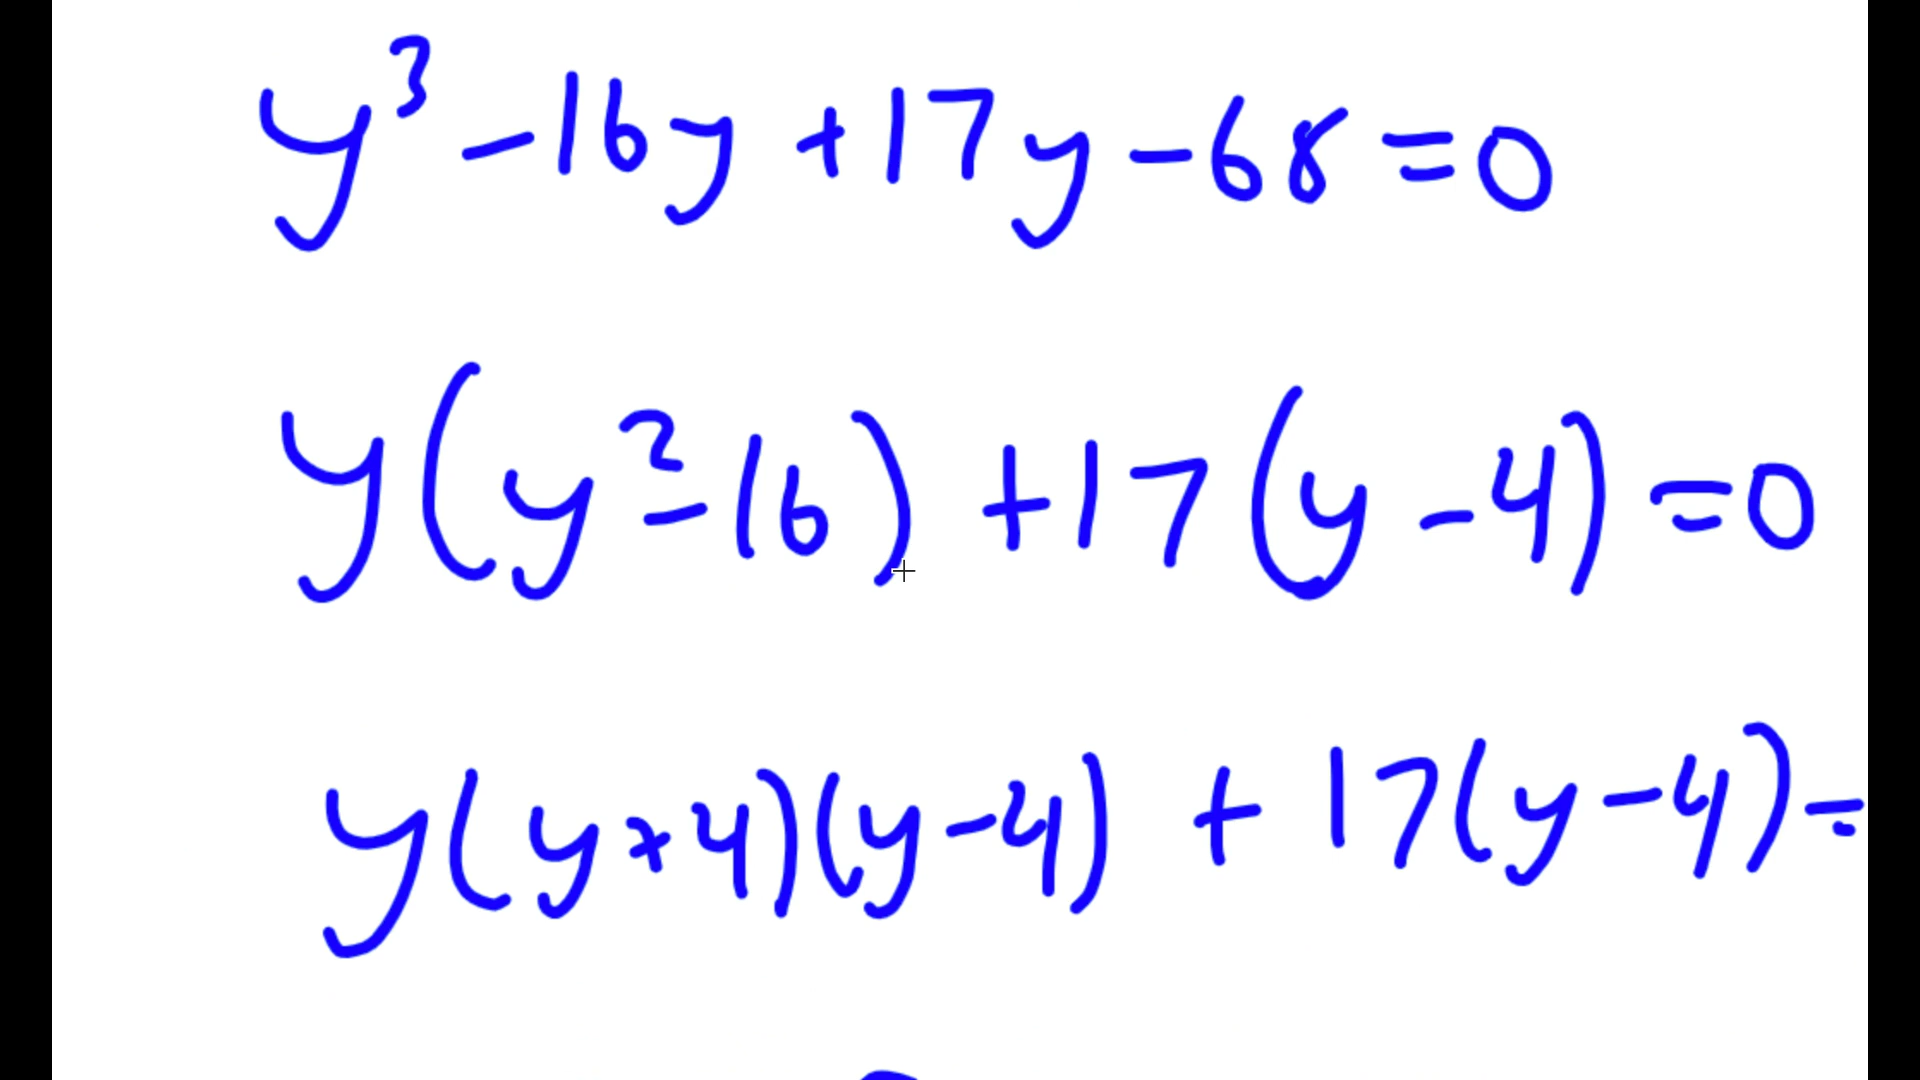 y³ - 16y + 17y - 68 = 0
y(y² - 16) + 17(y - 4) = 0
y(y + 4)(y - 4) + 17(y - 4) =